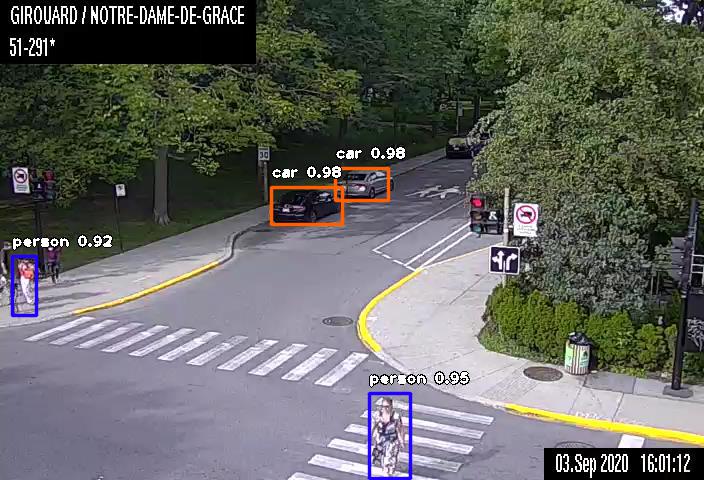 GIROUARD / NOTRE-DAME-DE-GRACE
51-291*
car 0.98
car 0.98
30
person 0.92
person 0.95
03.Sep 2020 16:01:12